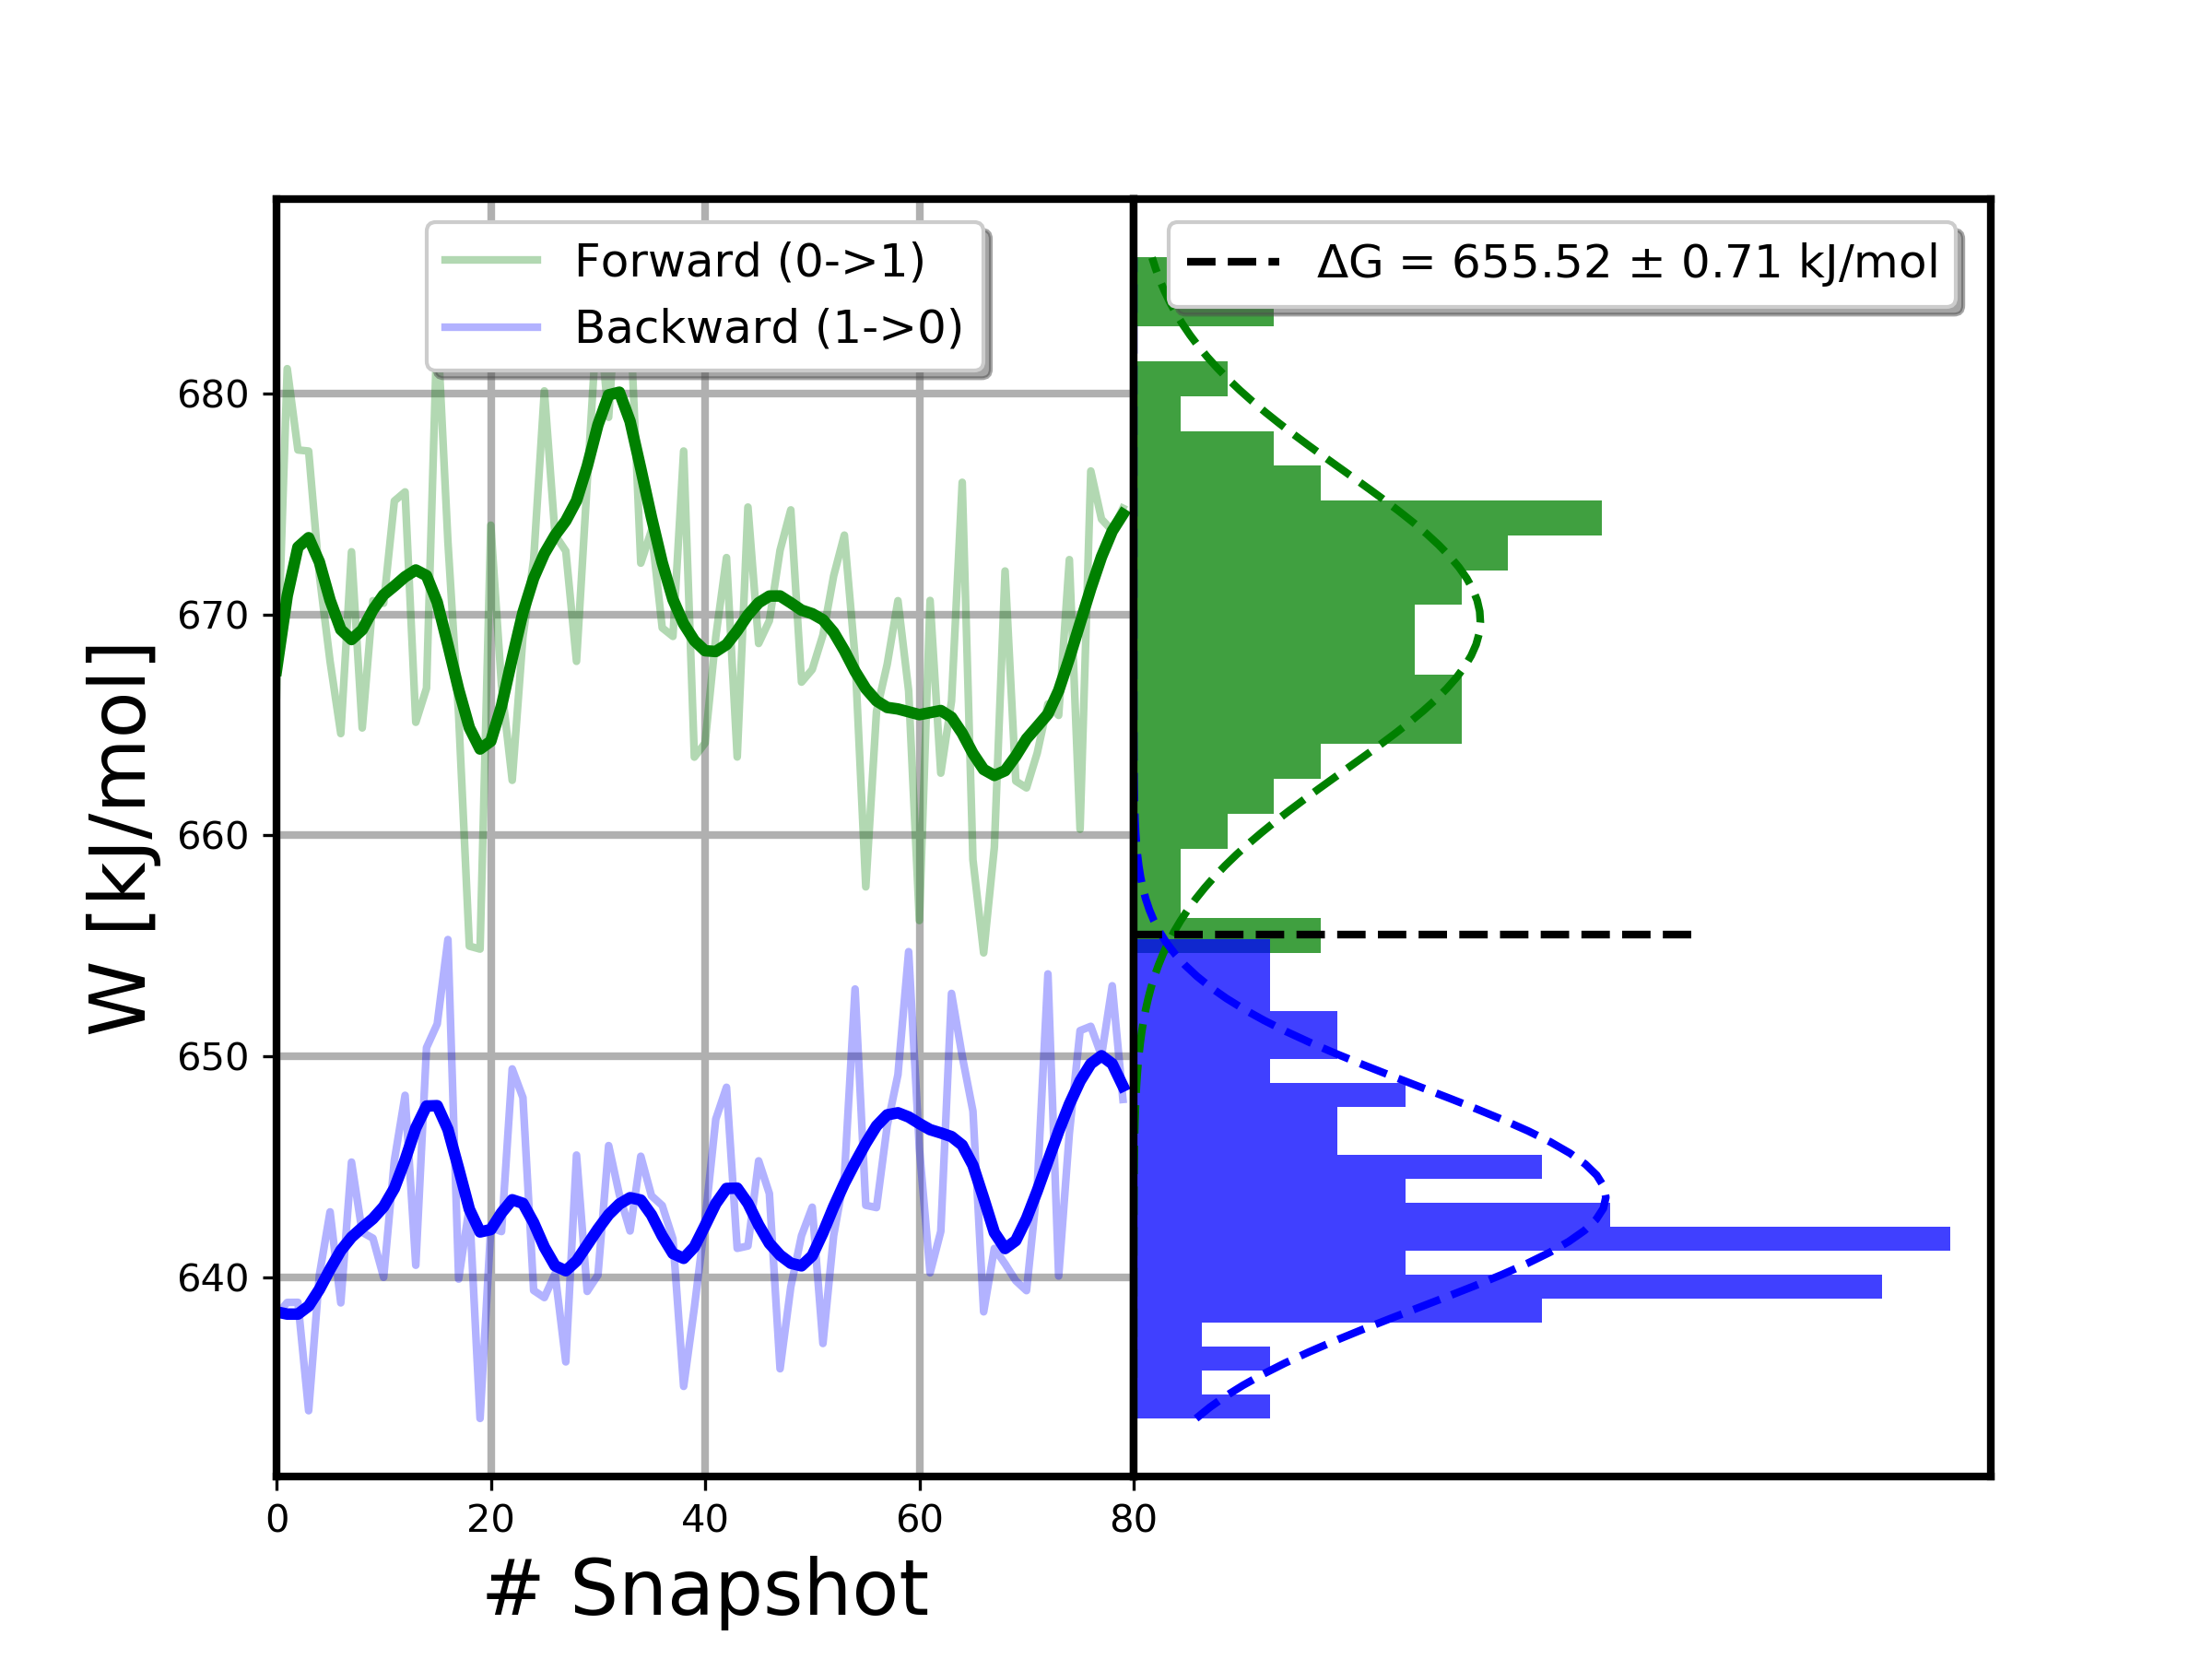 Forward (0->1)
Backward (1->0)
ΔG = 655.52 ± 0.71 kJ/mol
W [kJ/mol]
680
670
660
650
640
0 20 40 60 80
# Snapshot